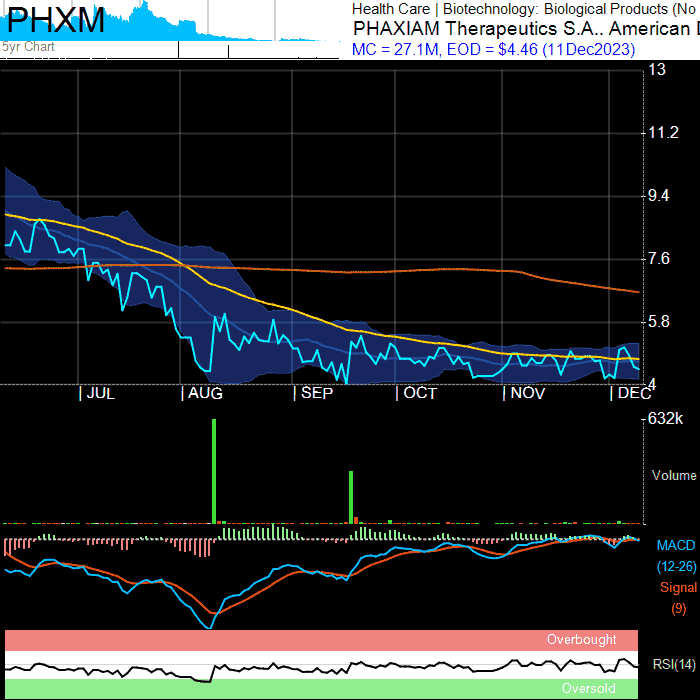 PHXM
5yr Chart
Health Care | Biotechnology: Biological Products (No
PHAXIAM Therapeutics S.A.. American
MC = 27.1M, EOD = $4.46 (11Dec2023)
13
11.2
9.4
7.6
5.8
4
JUL AUG SEP OCT NOV DEC
632k
Volume
MACD
(12-26)
Signal
(9)
Overbought
RSI(14)
Oversold